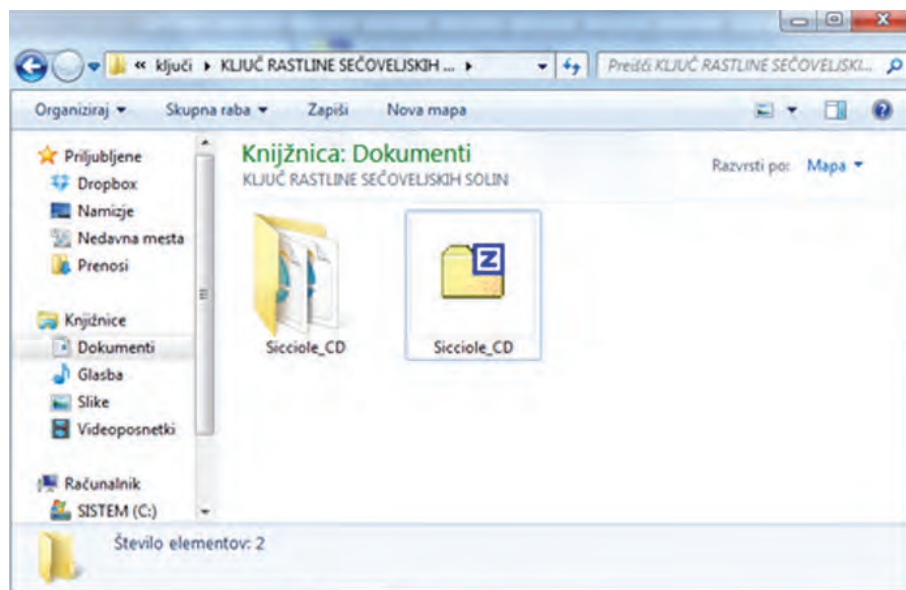 « ključi ▸ KLJUČ RASTLINE SEČOVELJSKIH ... ▸
Preišči KLJUČ RASTLINE SEČOVELJSKI...
Organiziraj Skupna raba Zapiši Nova mapa
Priljubljene
Dropbox
Namizje
Nedavna mesta
Prenosi
Knjižnice
Dokumenti
Glasba
Slike
Videoposnetki
Računalnik
SISTEM (C:)
Knjižnica: Dokumenti
KLJUČ RASTLINE SEČOVELJSKIH SOLIN
Razvrsti po: Mapa
Z
Sicciole_CD Sicciole_CD
Število elementov: 2